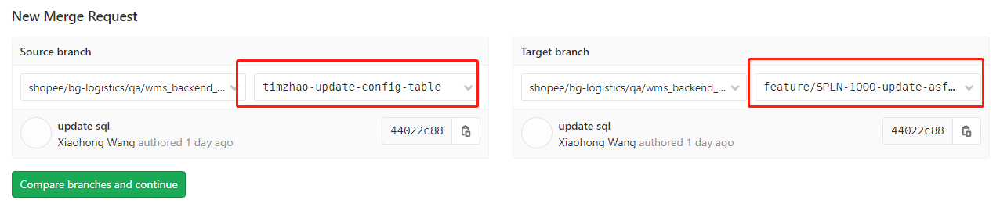 New Merge Request
Source branch
Target branch
shopee/bg-logistics/qa/wms_backend_...
timzhao-update-config-table
shopee/bg-logistics/qa/wms_backend_...
feature/SPLN-1000-update-asf...
update sql
Xiaohong Wang authored 1 day ago
44022c88
update sql
Xiaohong Wang authored 1 day ago
44022c88
Compare branches and continue